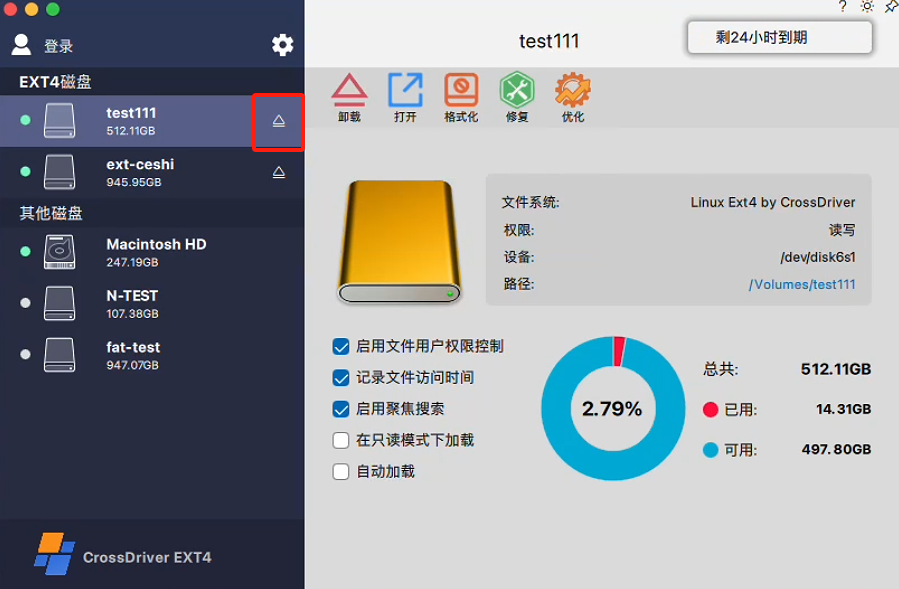 ?
登录
EXT4磁盘
test111
512.11GB
ext-ceshi
945.95GB
其他磁盘
Macintosh HD
247.19GB
N-TEST
107.38GB
fat-test
947.07GB
CrossDriver EXT4
test111
剩24小时到期
卸载 打开 格式化 修复 优化
文件系统: Linux Ext4 by CrossDriver
权限: 读写
设备: /dev/disk6s1
路径: /Volumes/test111
启用文件用户权限控制
记录文件访问时间
启用聚焦搜索
在只读模式下加载
自动加载
2.79%
总共: 512.11GB
已用: 14.31GB
可用: 497.80GB